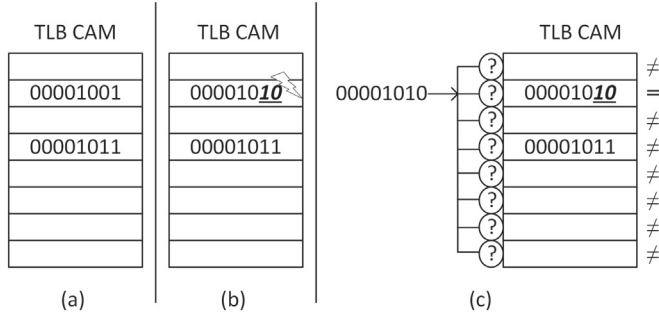 TLB CAM
00001001
00001011
(a)
TLB CAM
00001010
00001011
(b)
TLB CAM
? ≠
00001010 ? 00001010 =
? ≠
? 00001011 ≠
? ≠
? ≠
? ≠
? ≠
(c)